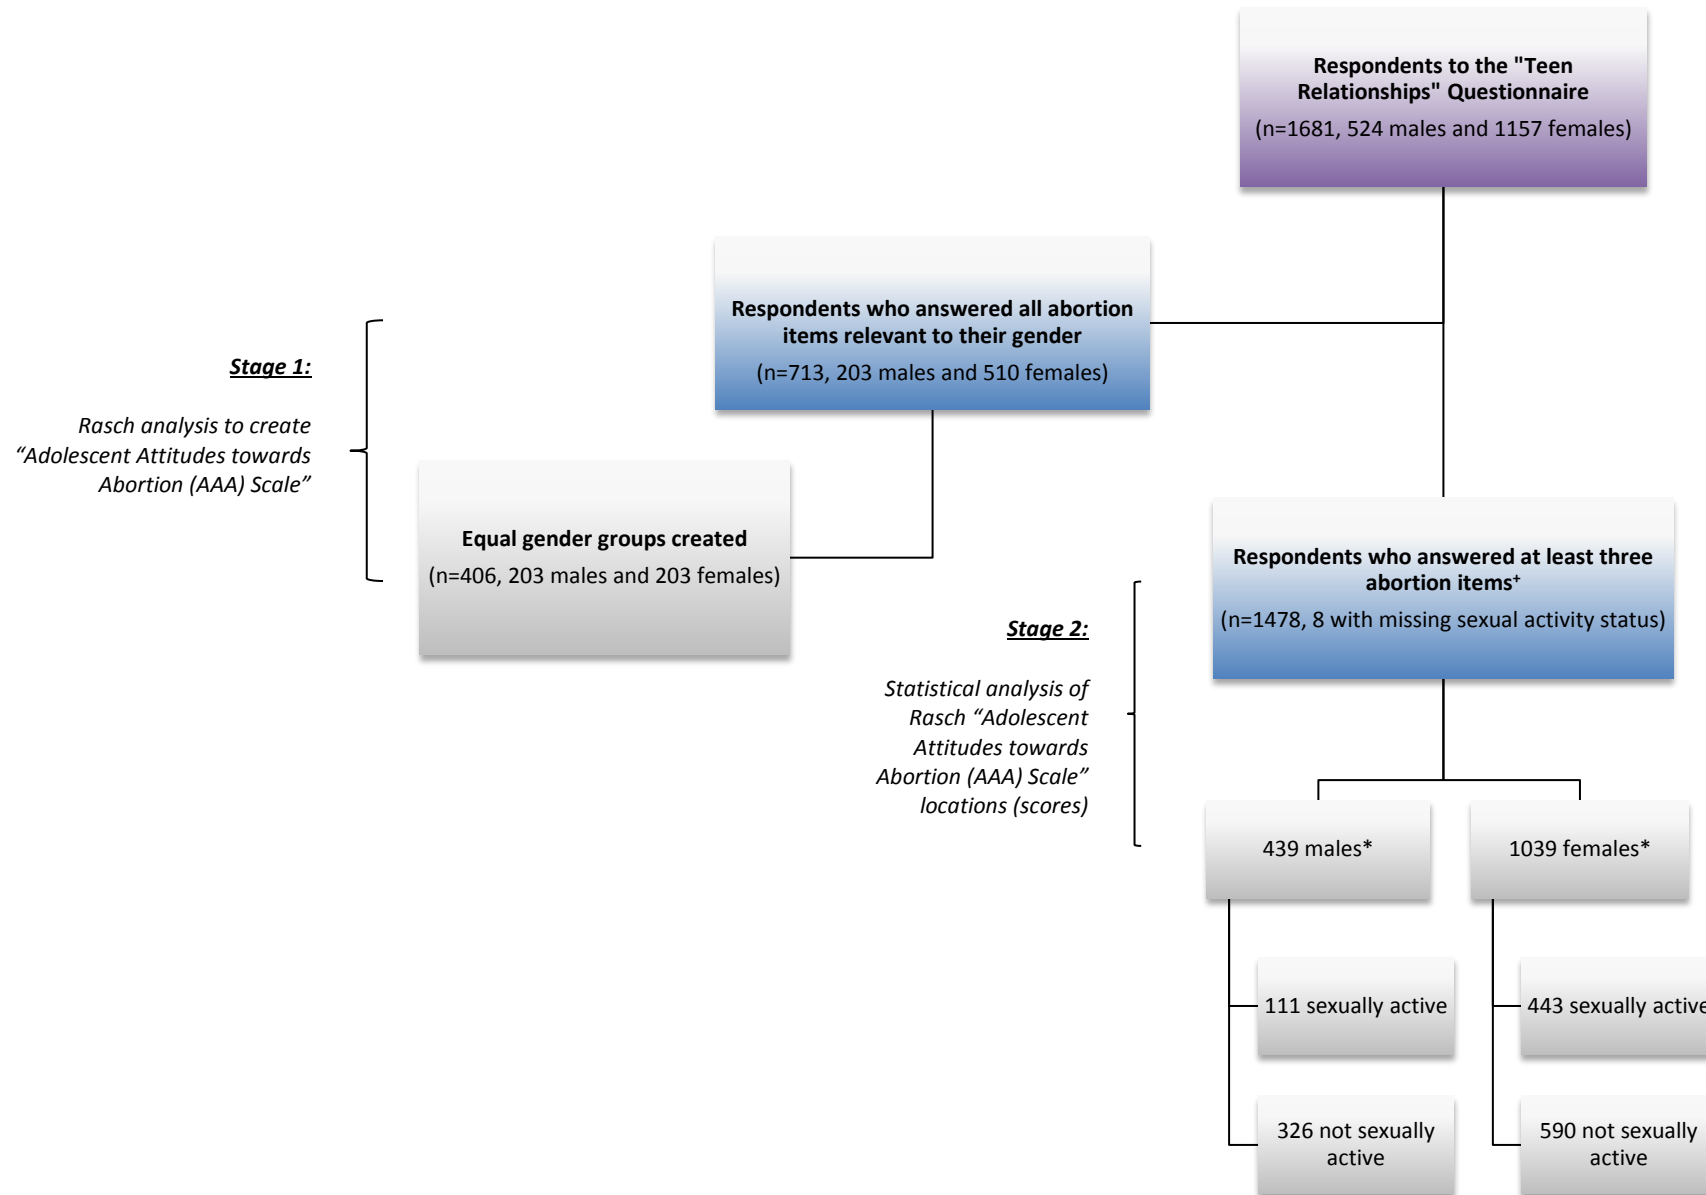 Respondents to the "Teen
Relationships" Questionnaire
(n=1681, 524 males and 1157 females)
Respondents who answered all abortion
items relevant to their gender
(n=713, 203 males and 510 females)
Stage 1:
Rasch analysis to create
“Adolescent Attitudes towards
Abortion (AAA) Scale”
Equal gender groups created
(n=406, 203 males and 203 females)
Respondents who answered at least three
abortion items⁺
(n=1478, 8 with missing sexual activity status)
Stage 2:
Statistical analysis of
Rasch “Adolescent
Attitudes towards
Abortion (AAA) Scale”
locations (scores)
439 males*
1039 females*
111 sexually active
443 sexually active
326 not sexually
active
590 not sexually
active